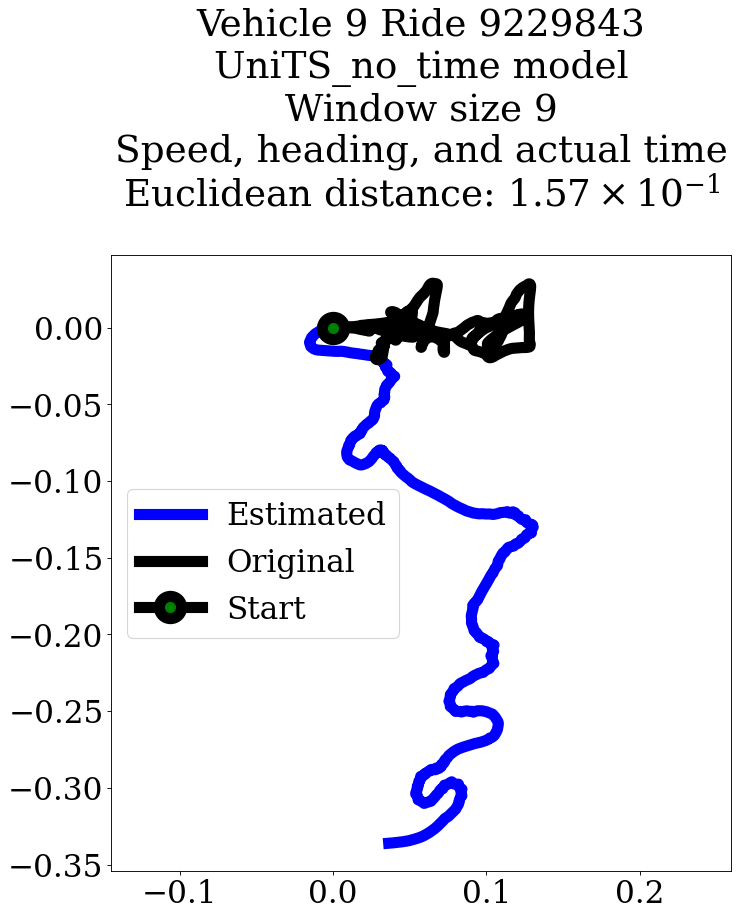 Vehicle 9 Ride 9229843
UniTS_no_time model
Window size 9
Speed, heading, and actual time
Euclidean distance: 1.57 × 10⁻¹
0.00
−0.05
−0.10
−0.15
−0.20
−0.25
−0.30
−0.35
Estimated
Original
Start
−0.1 0.0 0.1 0.2